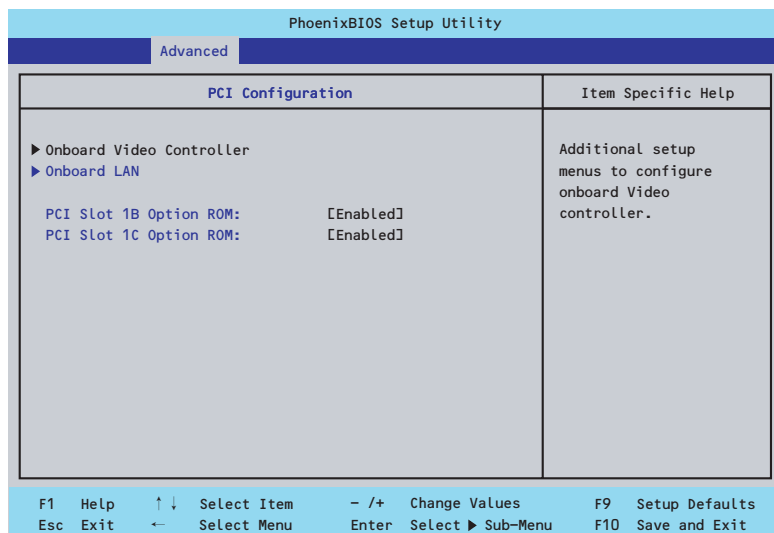 PhoenixBIOS Setup Utility
Advanced
PCI Configuration
Item Specific Help
▶ Onboard Video Controller
▶ Onboard LAN
PCI Slot 1B Option ROM: [Enabled]
PCI Slot 1C Option ROM: [Enabled]
Additional setup
menus to configure
onboard Video
controller.
F1 Help ↑↓ Select Item - /+ Change Values F9 Setup Defaults
Esc Exit ← Select Menu Enter Select ▶ Sub-Menu F10 Save and Exit